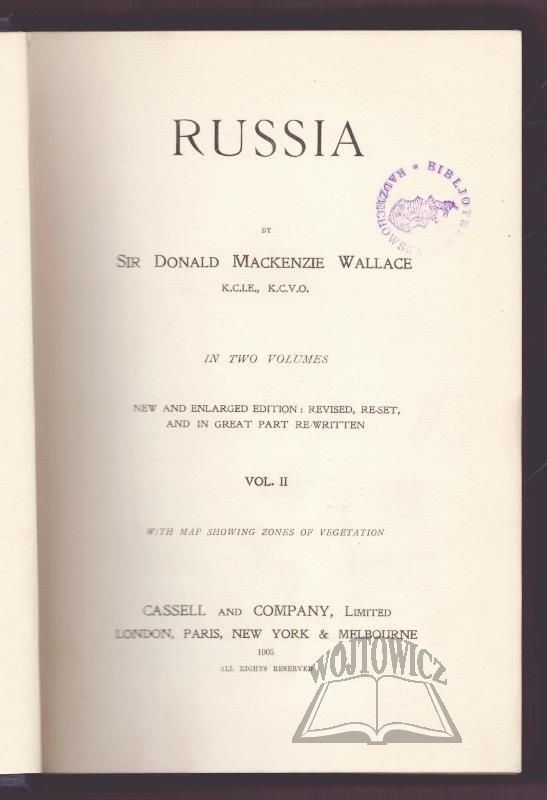 RUSSIA
BY
SIR DONALD MACKENZIE WALLACE
K.C.I.E., K.C.V.O.
IN TWO VOLUMES
NEW AND ENLARGED EDITION: REVISED, RE-SET,
AND IN GREAT PART RE-WRITTEN
VOL. II
WITH MAP SHOWING ZONES OF VEGETATION
CASSELL AND COMPANY, LIMITED
LONDON, PARIS, NEW YORK & MELBOURNE
1905
ALL RIGHTS RESERVED
WÓJTOWICZ